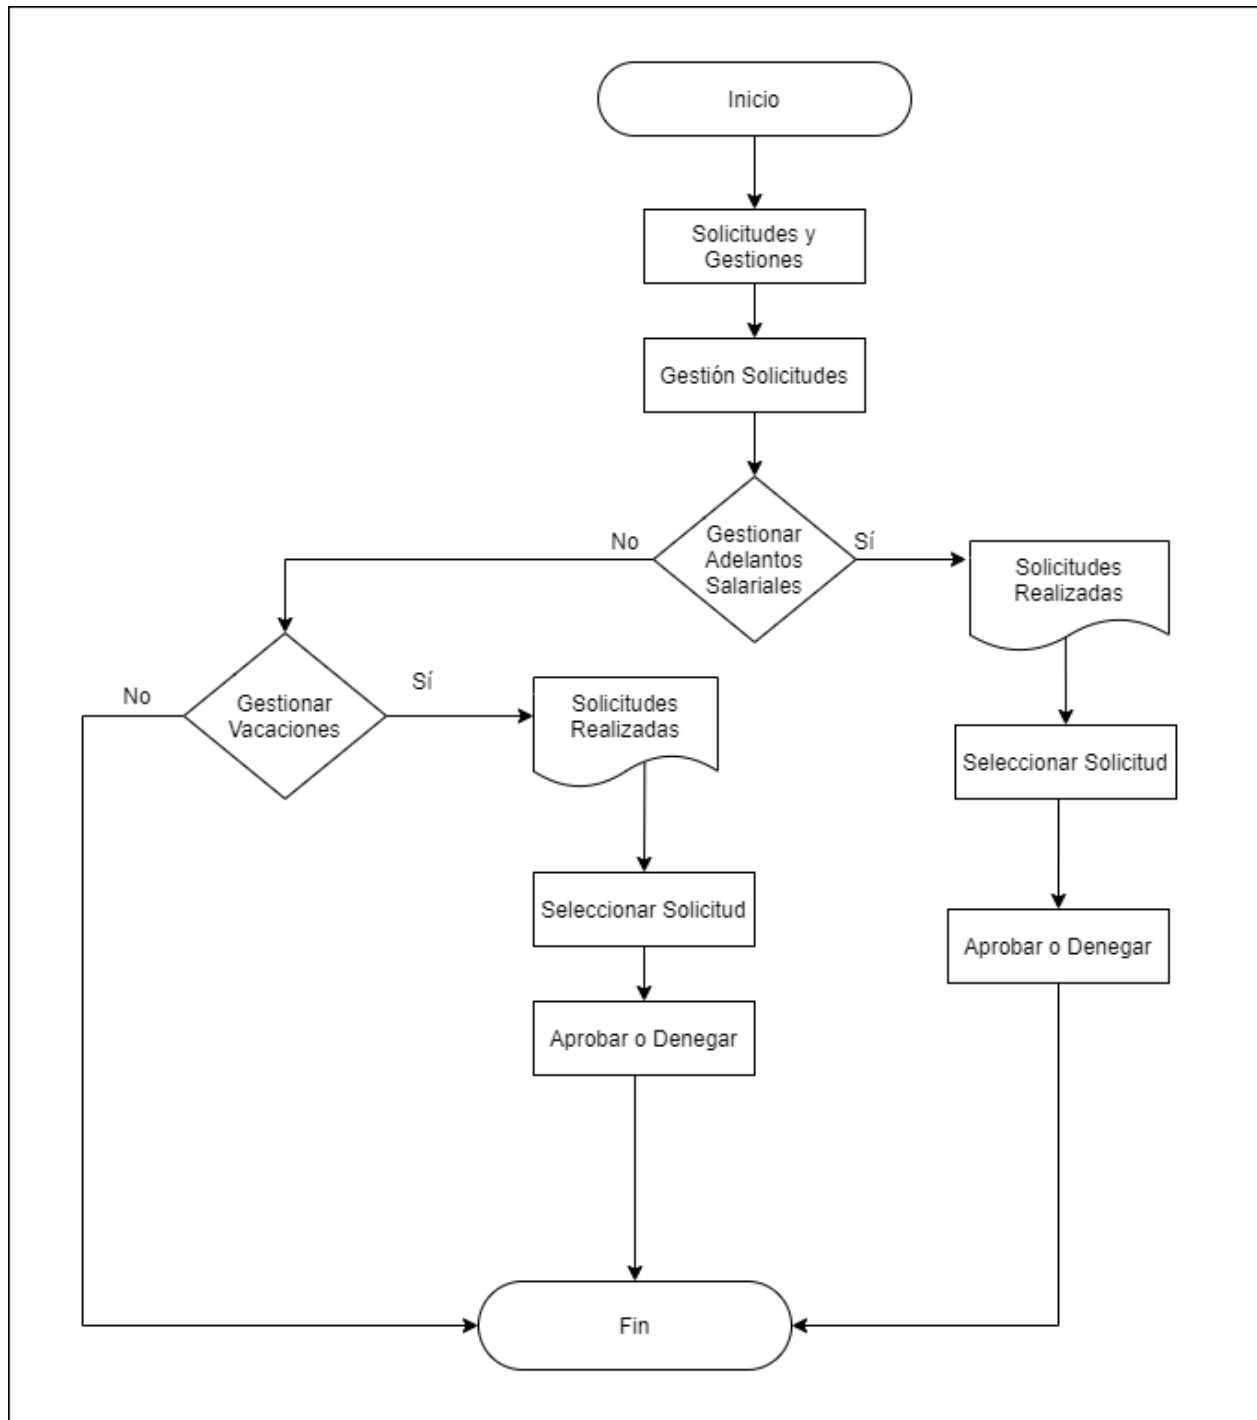 Inicio
Solicitudes y
Gestiones
Gestión Solicitudes
Gestionar
Adelantos
Salariales
No
Sí
Solicitudes
Realizadas
Gestionar
Vacaciones
No
Sí
Solicitudes
Realizadas
Seleccionar Solicitud
Seleccionar Solicitud
Aprobar o Denegar
Aprobar o Denegar
Fin